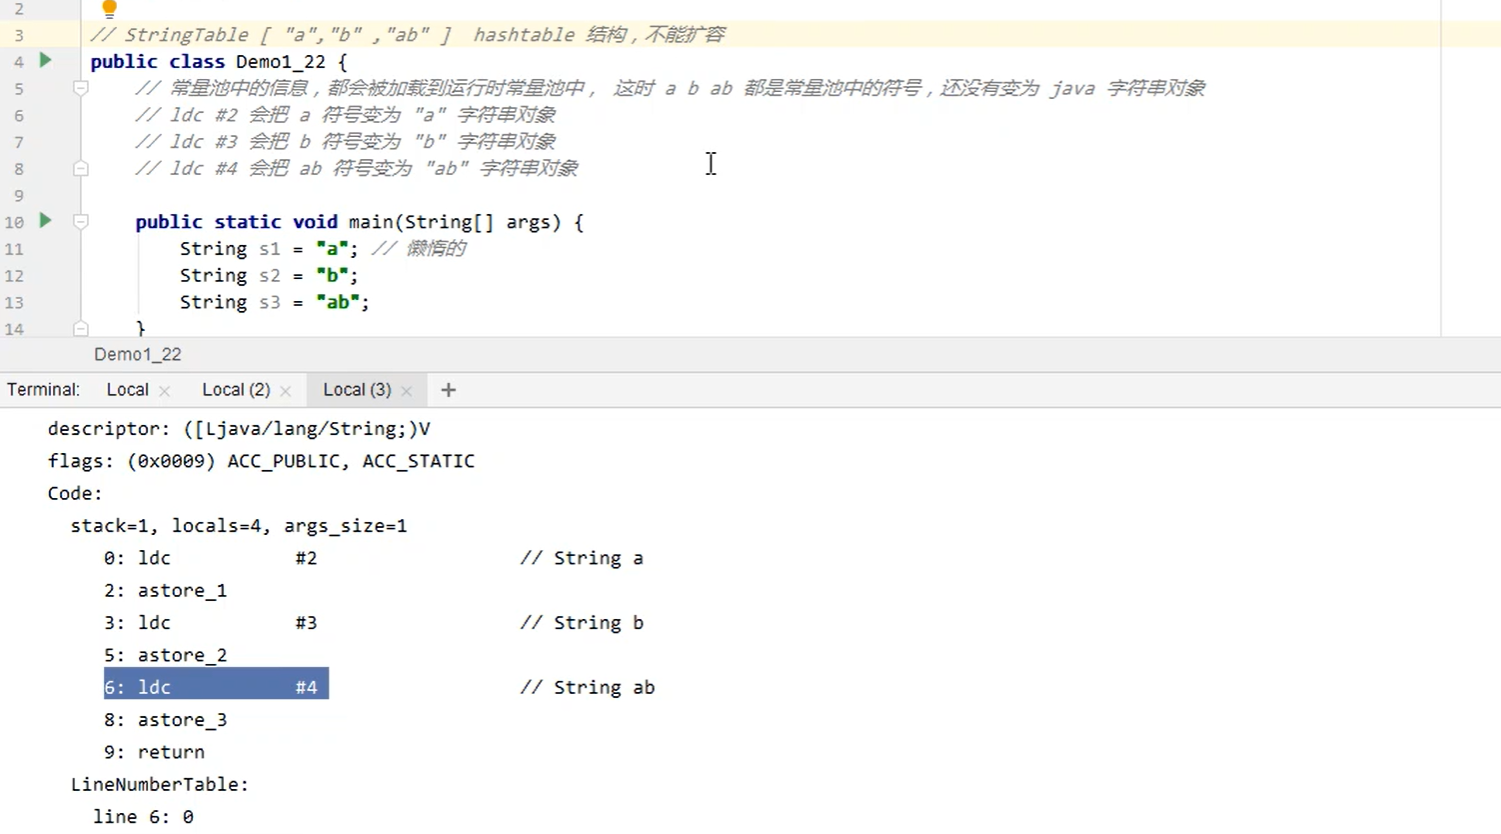 2
3 // StringTable [ "a","b" ,"ab" ]  hashtable 结构，不能扩容
4 public class Demo1_22 {
5     // 常量池中的信息，都会被加载到运行时常量池中， 这时 a b ab 都是常量池中的符号，还没有变为 java 字符串对象
6     // ldc #2 会把 a 符号变为 "a" 字符串对象
7     // ldc #3 会把 b 符号变为 "b" 字符串对象
8     // ldc #4 会把 ab 符号变为 "ab" 字符串对象
9
10     public static void main(String[] args) {
11         String s1 = "a"; // 懒惰的
12         String s2 = "b";
13         String s3 = "ab";
14     }
Demo1_22
Terminal: Local × Local (2) × Local (3) × +
descriptor: ([Ljava/lang/String;)V
flags: (0x0009) ACC_PUBLIC, ACC_STATIC
Code:
stack=1, locals=4, args_size=1
0: ldc #2 // String a
2: astore_1
3: ldc #3 // String b
5: astore_2
6: ldc #4 // String ab
8: astore_3
9: return
LineNumberTable:
line 6: 0